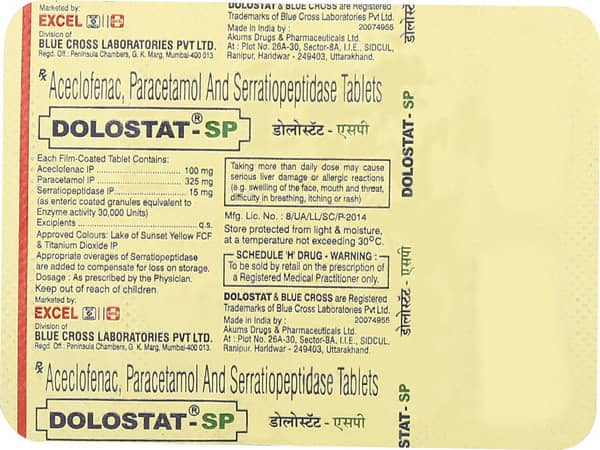 Marketed by:
EXCEL
Division of
BLUE CROSS LABORATORIES PVT LTD.
Regd. Off.: Peninsula Chambers, G. K. Marg, Mumbai-400 013.
DOLOSTAT & BLUE CROSS are Registered
Trademarks of Blue Cross Laboratories Pvt Ltd.
Made in India by : 20074955
Akums Drugs & Pharmaceuticals Ltd.
At : Plot No. 26A-30, Sector-8A, I.I.E., SIDCUL,
Ranipur, Haridwar - 249403, Uttarakhand.
℞ Aceclofenac, Paracetamol And Serratiopeptidase Tablets
DOLOSTAT®-SP डोलोस्टॅट - एसपी
Each Film-Coated Tablet Contains:
Aceclofenac IP ........ 100 mg
Paracetamol IP ........ 325 mg
Serratiopeptidase IP ........ 15 mg
(as enteric coated granules equivalent to
Enzyme activity 30,000 Units)
Excipients ........ q.s.
Approved Colours: Lake of Sunset Yellow FCF
& Titanium Dioxide IP
Appropriate overages of Serratiopeptidase
are added to compensate for loss on storage.
Dosage : As prescribed by the Physician.
Keep out of reach of children.
Taking more than daily dose may cause
serious liver damage or allergic reactions
(e.g. swelling of the face, mouth and throat,
difficulty in breathing, itching or rash)
Mfg. Lic. No. : 8/UA/LL/SC/P-2014
Store protected from light & moisture,
at a temperature not exceeding 30°C.
SCHEDULE 'H' DRUG - WARNING :
To be sold by retail on the prescription of
a Registered Medical Practitioner only.
Marketed by:
EXCEL
Division of
BLUE CROSS LABORATORIES PVT LTD.
Regd. Off.: Peninsula Chambers, G. K. Marg, Mumbai-400 013.
DOLOSTAT & BLUE CROSS are Registered
Trademarks of Blue Cross Laboratories Pvt Ltd.
Made in India by : 20074955
Akums Drugs & Pharmaceuticals Ltd.
At : Plot No. 26A-30, Sector-8A, I.I.E., SIDCUL,
Ranipur, Haridwar - 249403, Uttarakhand.
℞ Aceclofenac, Paracetamol And Serratiopeptidase Tablets
DOLOSTAT®-SP डोलोस्टॅट - एसपी
डोलोस्टॅट
DOLOSTAT - SP
डोलोस्टॅट - एसपी
STAT - SP